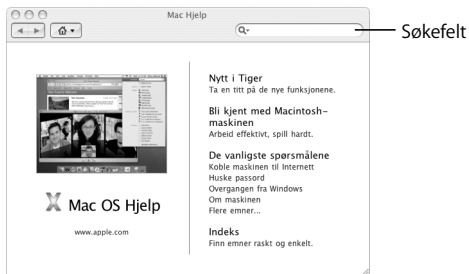 Mac Hjelp
Søkefelt
Mac OS Hjelp
www.apple.com
Nytt i Tiger
Ta en titt på de nye funksjonene.
Bli kjent med Macintosh-
maskinen
Arbeid effektivt, spill hardt.
De vanligste spørsmålene
Koble maskinen til Internett
Huske passord
Overgangen fra Windows
Om maskinen
Flere emner...
Indeks
Finn emner raskt og enkelt.